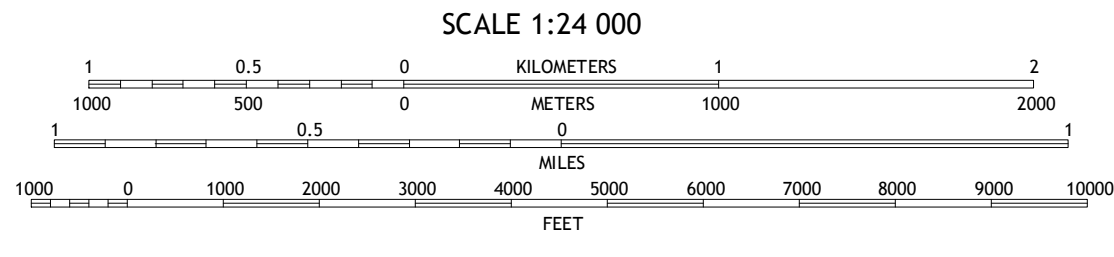 SCALE 1:24 000
1 0.5 0 KILOMETERS 1 2
1000 500 0 METERS 1000 2000
1 0.5 0 1
MILES
1000 0 1000 2000 3000 4000 5000 6000 7000 8000 9000 10000
FEET